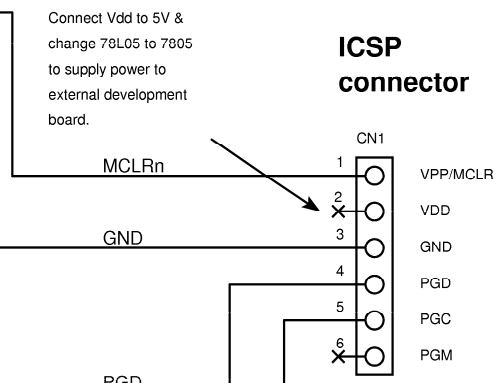 Connect Vdd to 5V &
change 78L05 to 7805
to supply power to
external development
board.
ICSP
connector
CN1
MCLRn
1
VPP/MCLR
2
VDD
GND
3
GND
4
PGD
5
PGC
6
PGM
PGD